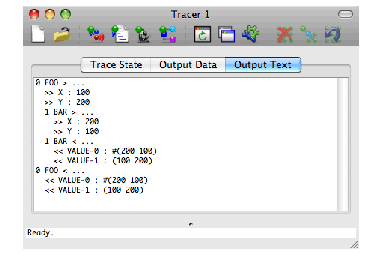 Tracer 1
Trace State Output Data Output Text
0 FOO > ...
>> X : 100
>> Y : 200
1 BAR > ...
>> X : 200
>> Y : 100
1 BAR < ...
<< VALUE-0 : #(200 100)
<< VALUE-1 : (100 200)
0 FOO < ...
<< VALUE-0 : #(200 100)
<< VALUE-1 : (100 200)
Ready.